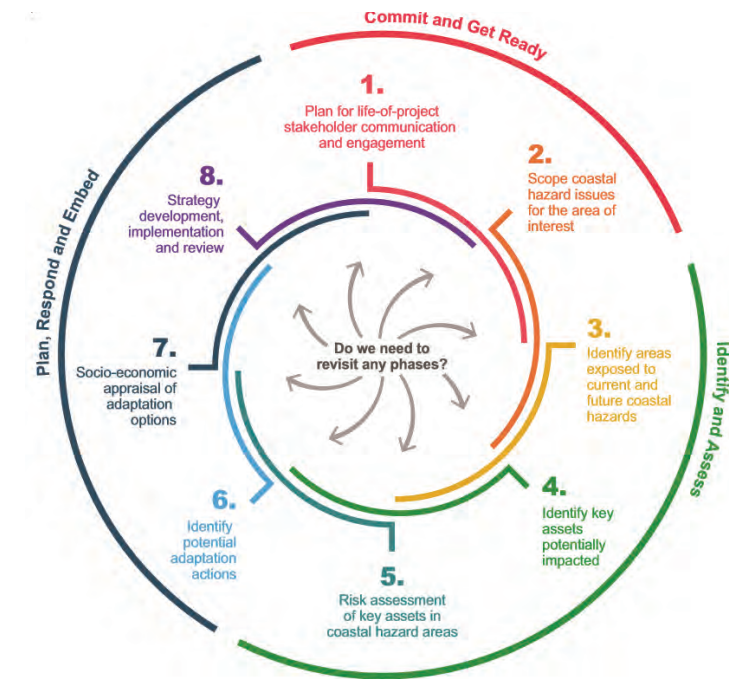 Commit and Get Ready
1.
Plan for life-of-project
stakeholder communication
and engagement
2.
Scope coastal
hazard issues
for the area of
interest
3.
Identify areas
exposed to
current and
future coastal
hazards
Identify and Assess
4.
Identify key
assets
potentially
impacted
5.
Risk assessment
of key assets in
coastal hazard areas
6.
Identify
potential
adaptation
actions
7.
Socio-economic
appraisal of
adaptation
options
8.
Strategy
development,
implementation
and review
Plan, Respond and Embed
Do we need to
revisit any phases?